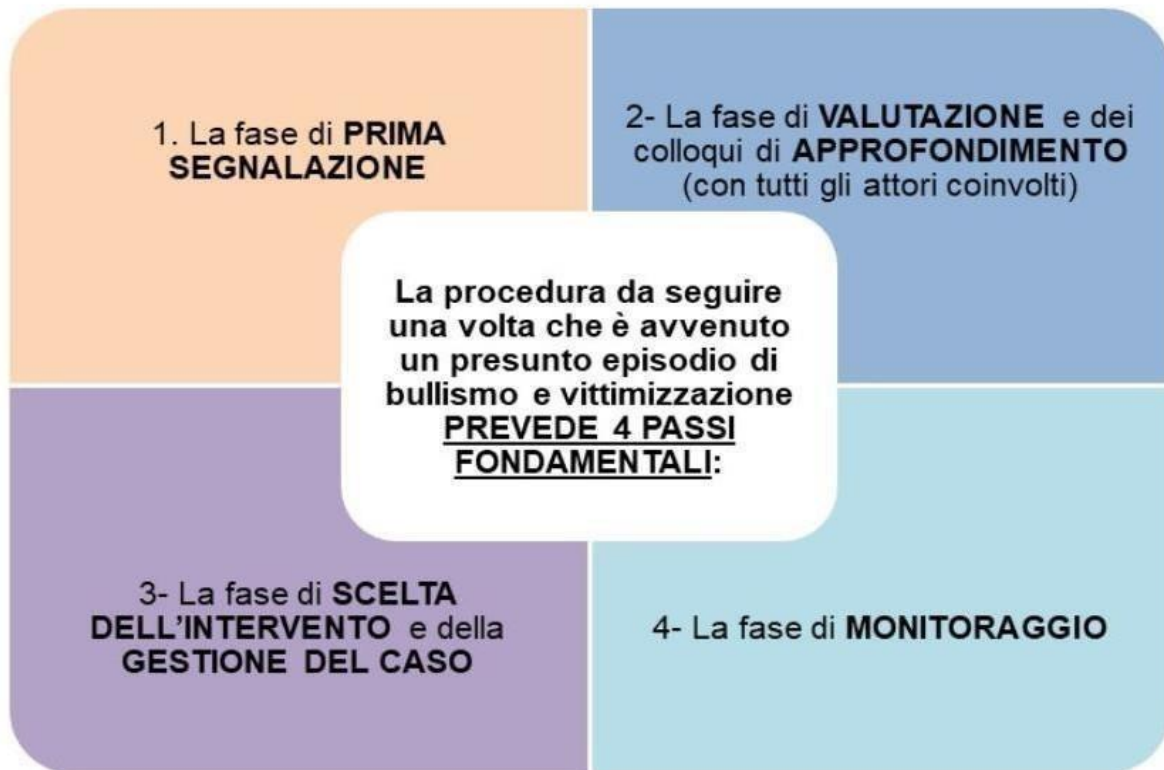 1. La fase di PRIMA
SEGNALAZIONE
2- La fase di VALUTAZIONE e dei
colloqui di APPROFONDIMENTO
(con tutti gli attori coinvolti)
La procedura da seguire
una volta che è avvenuto
un presunto episodio di
bullismo e vittimizzazione
PREVEDE 4 PASSI
FONDAMENTALI:
3- La fase di SCELTA
DELL'INTERVENTO e della
GESTIONE DEL CASO
4- La fase di MONITORAGGIO